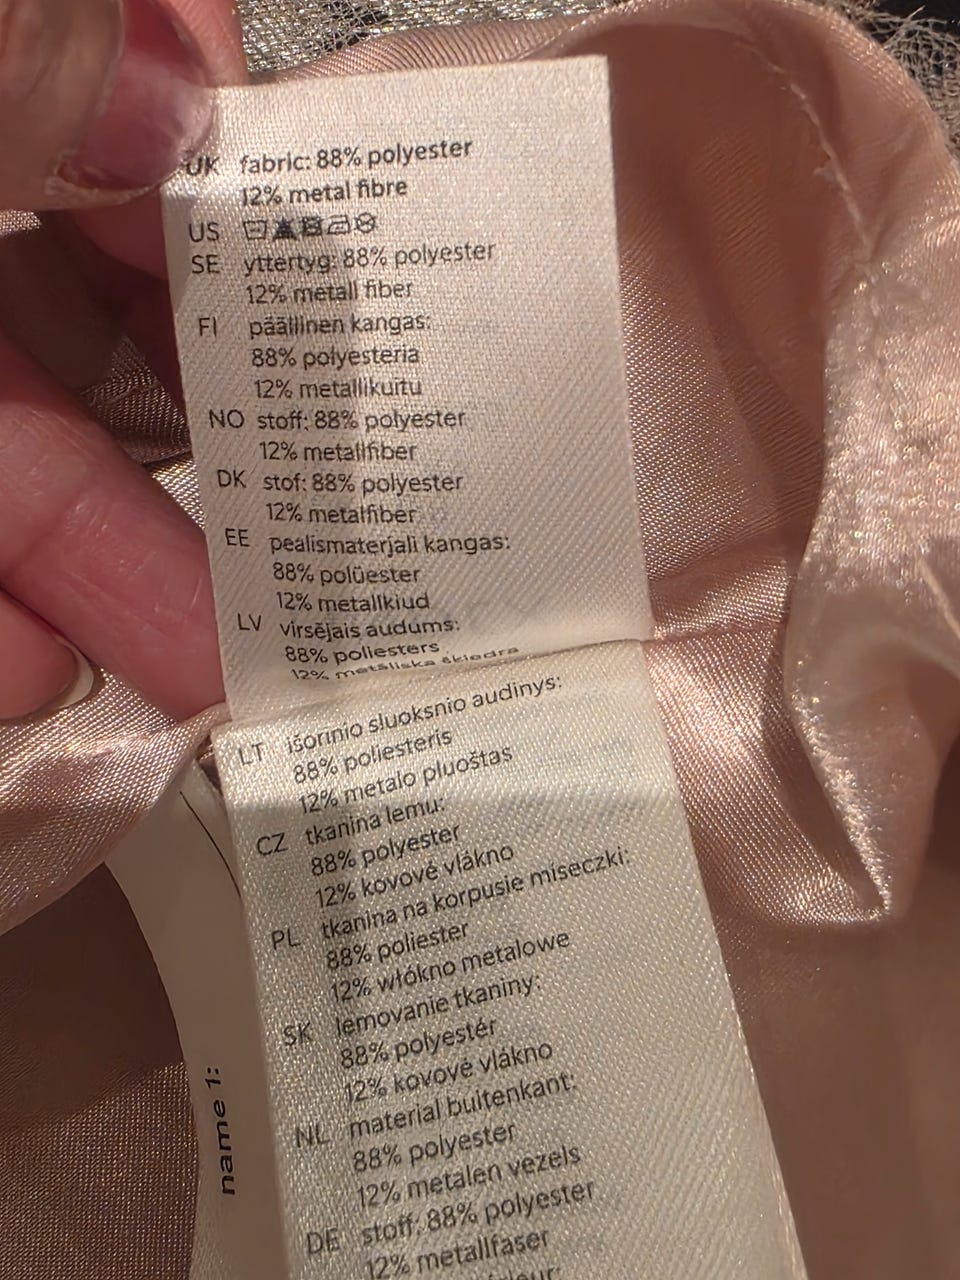 UK fabric: 88% polyester
12% metal fibre
US
SE yttertyg: 88% polyester
12% metall fiber
FI päällinen kangas:
88% polyesteria
12% metallikuitu
NO stoff: 88% polyester
12% metallfiber
DK stof: 88% polyester
12% metalfiber
EE pealismaterjali kangas:
88% polüester
12% metallkiud
LV virsējais audums:
88% poliesters
12% metāliska šķiedra
LT išorinio sluoksnio audinys:
88% poliesteris
12% metalo pluoštas
CZ tkanina lemu:
88% polyester
12% kovové vlákno
PL tkanina na korpusie miseczki:
88% poliester
12% włókno metalowe
SK lemovanie tkaniny:
88% polyestér
12% kovové vlákno
NL material buitenkant:
88% polyester
12% metalen vezels
DE stoff: 88% polyester
12% metallfaser
name 1: